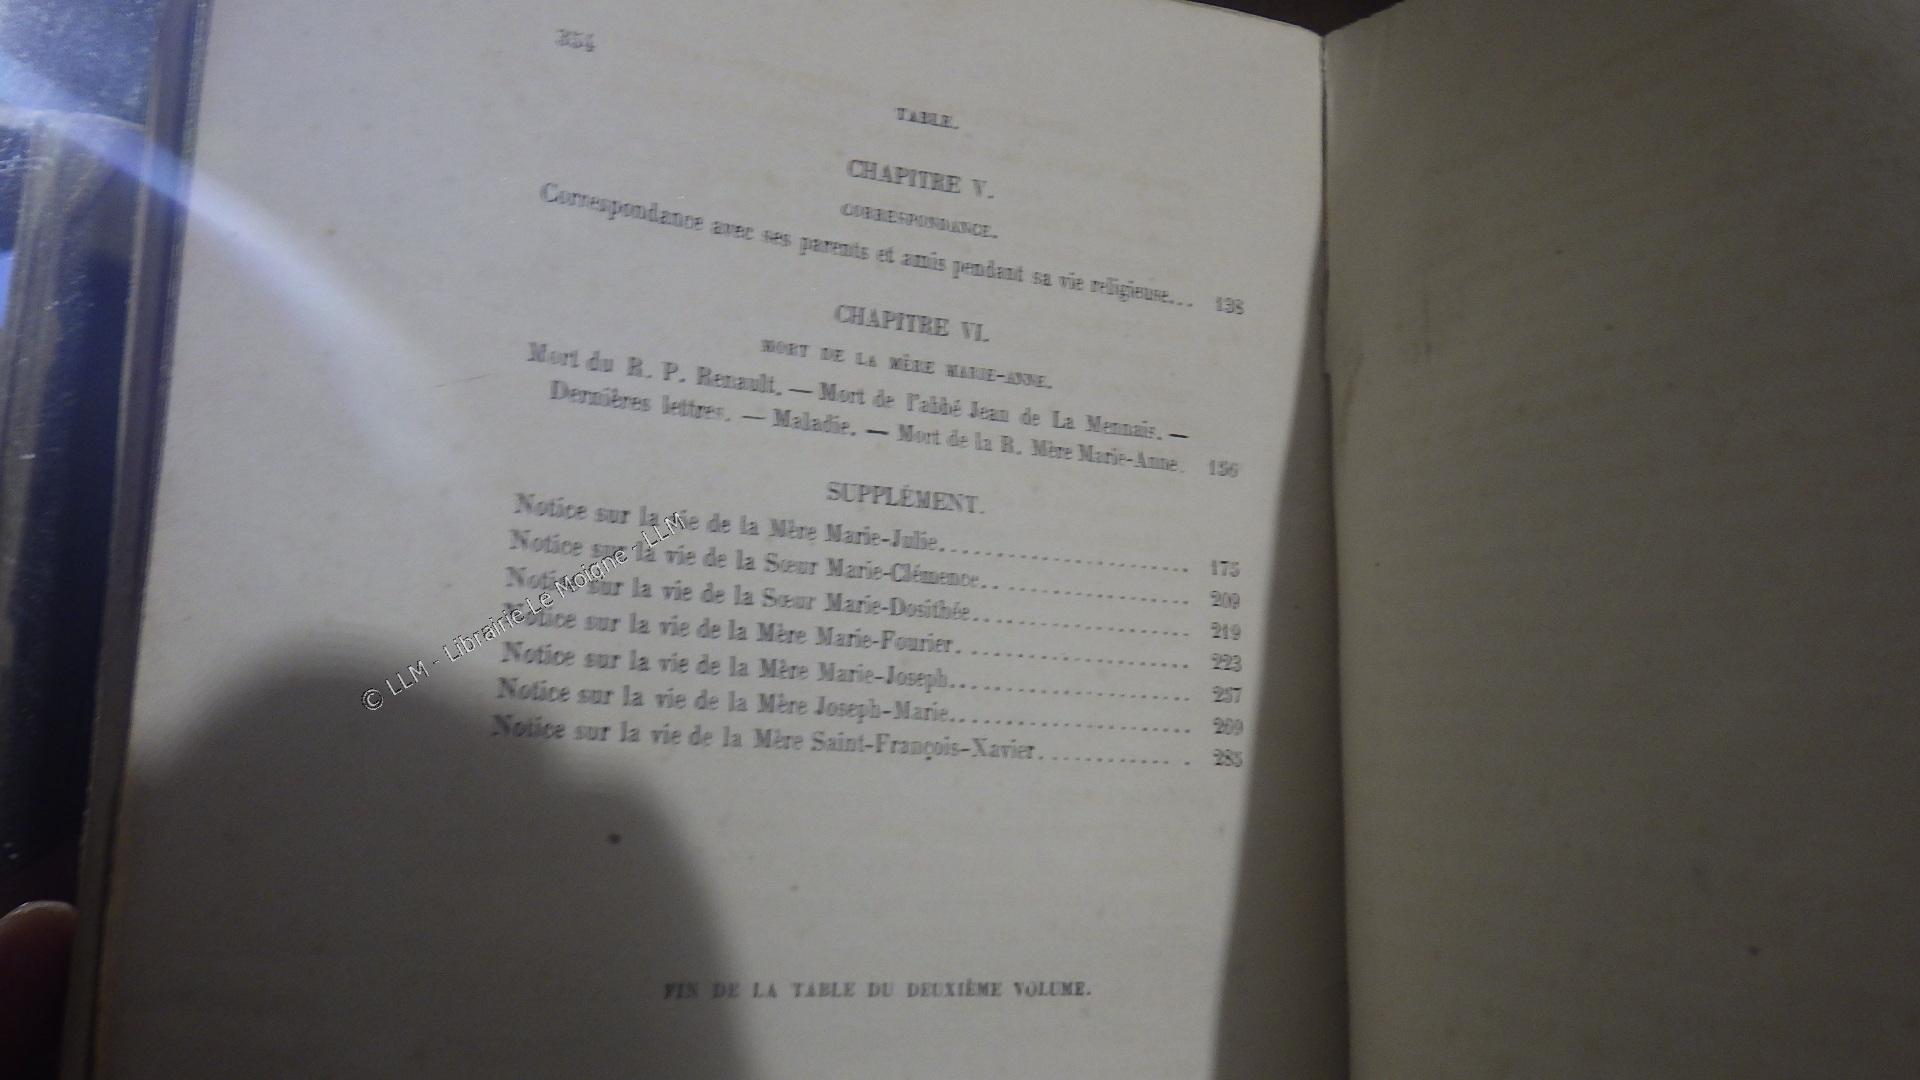 354
TABLE.
CHAPITRE V.
CORRESPONDANCE.
Correspondance avec ses parents et amis pendant sa vie religieuse... 138
CHAPITRE VI.
MORT DE LA MÈRE MARIE-ANNE.
Mort du R. P. Renault. — Mort de l'abbé Jean de La Mennais. —
Dernières lettres. — Maladie. — Mort de la R. Mère Marie-Anne. 156
SUPPLÉMENT.
Notice sur la vie de la Mère Marie-Julie........................ 175
Notice sur la vie de la Sœur Marie-Clémence.................... 209
Notice sur la vie de la Sœur Marie-Dosithée..................... 219
Notice sur la vie de la Mère Marie-Fourier...................... 223
Notice sur la vie de la Mère Marie-Joseph....................... 257
Notice sur la vie de la Mère Joseph-Marie....................... 269
Notice sur la vie de la Mère Saint-François-Xavier.............. 285
FIN DE LA TABLE DU DEUXIÈME VOLUME.
© LLM - Librairie Le Moigne - LLM